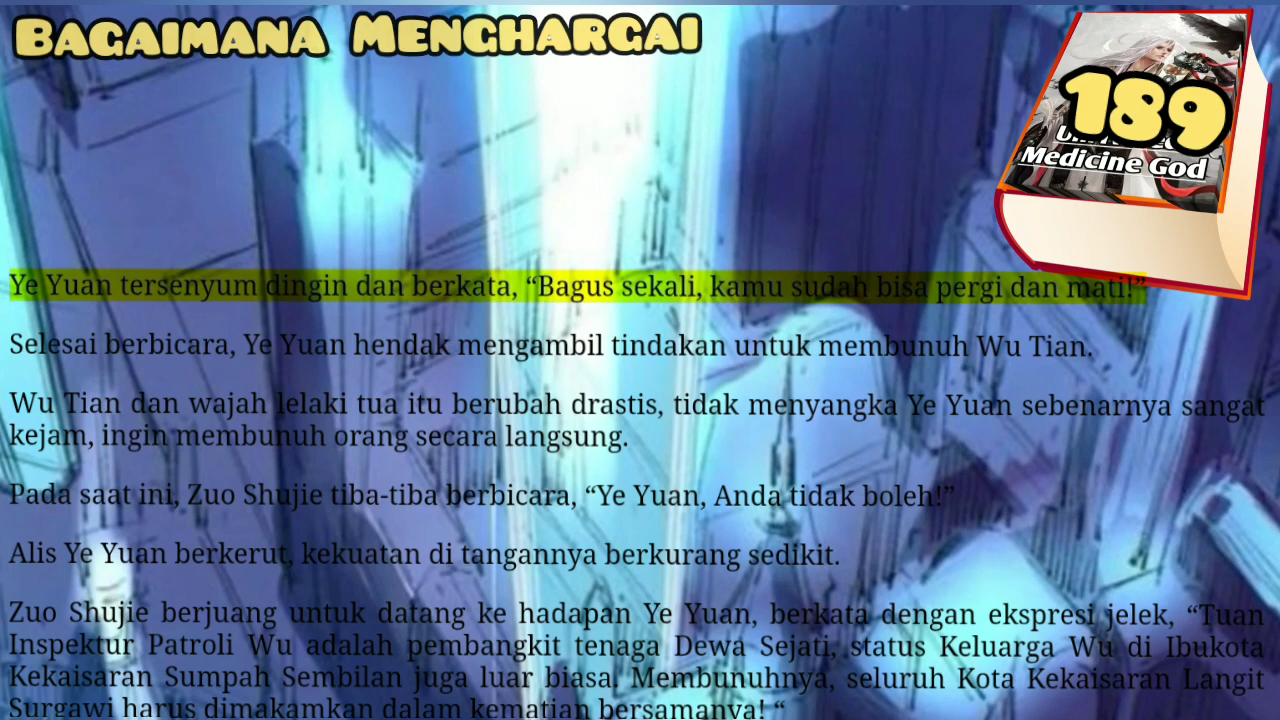 Bagaimana Menghargai
189
Medicine God
Ye Yuan tersenyum dingin dan berkata, “Bagus sekali, kamu sudah bisa pergi dan mati!”
Selesai berbicara, Ye Yuan hendak mengambil tindakan untuk membunuh Wu Tian.
Wu Tian dan wajah lelaki tua itu berubah drastis, tidak menyangka Ye Yuan sebenarnya sangat
kejam, ingin membunuh orang secara langsung.
Pada saat ini, Zuo Shujie tiba-tiba berbicara, “Ye Yuan, Anda tidak boleh!”
Alis Ye Yuan berkerut, kekuatan di tangannya berkurang sedikit.
Zuo Shujie berjuang untuk datang ke hadapan Ye Yuan, berkata dengan ekspresi jelek, “Tuan
Inspektur Patroli Wu adalah pembangkit tenaga Dewa Sejati, status Keluarga Wu di Ibukota
Kekaisaran Sumpah Sembilan juga luar biasa. Membunuhnya, seluruh Kota Kekaisaran Langit
Surgawi harus dimakamkan dalam kematian bersamanya! “